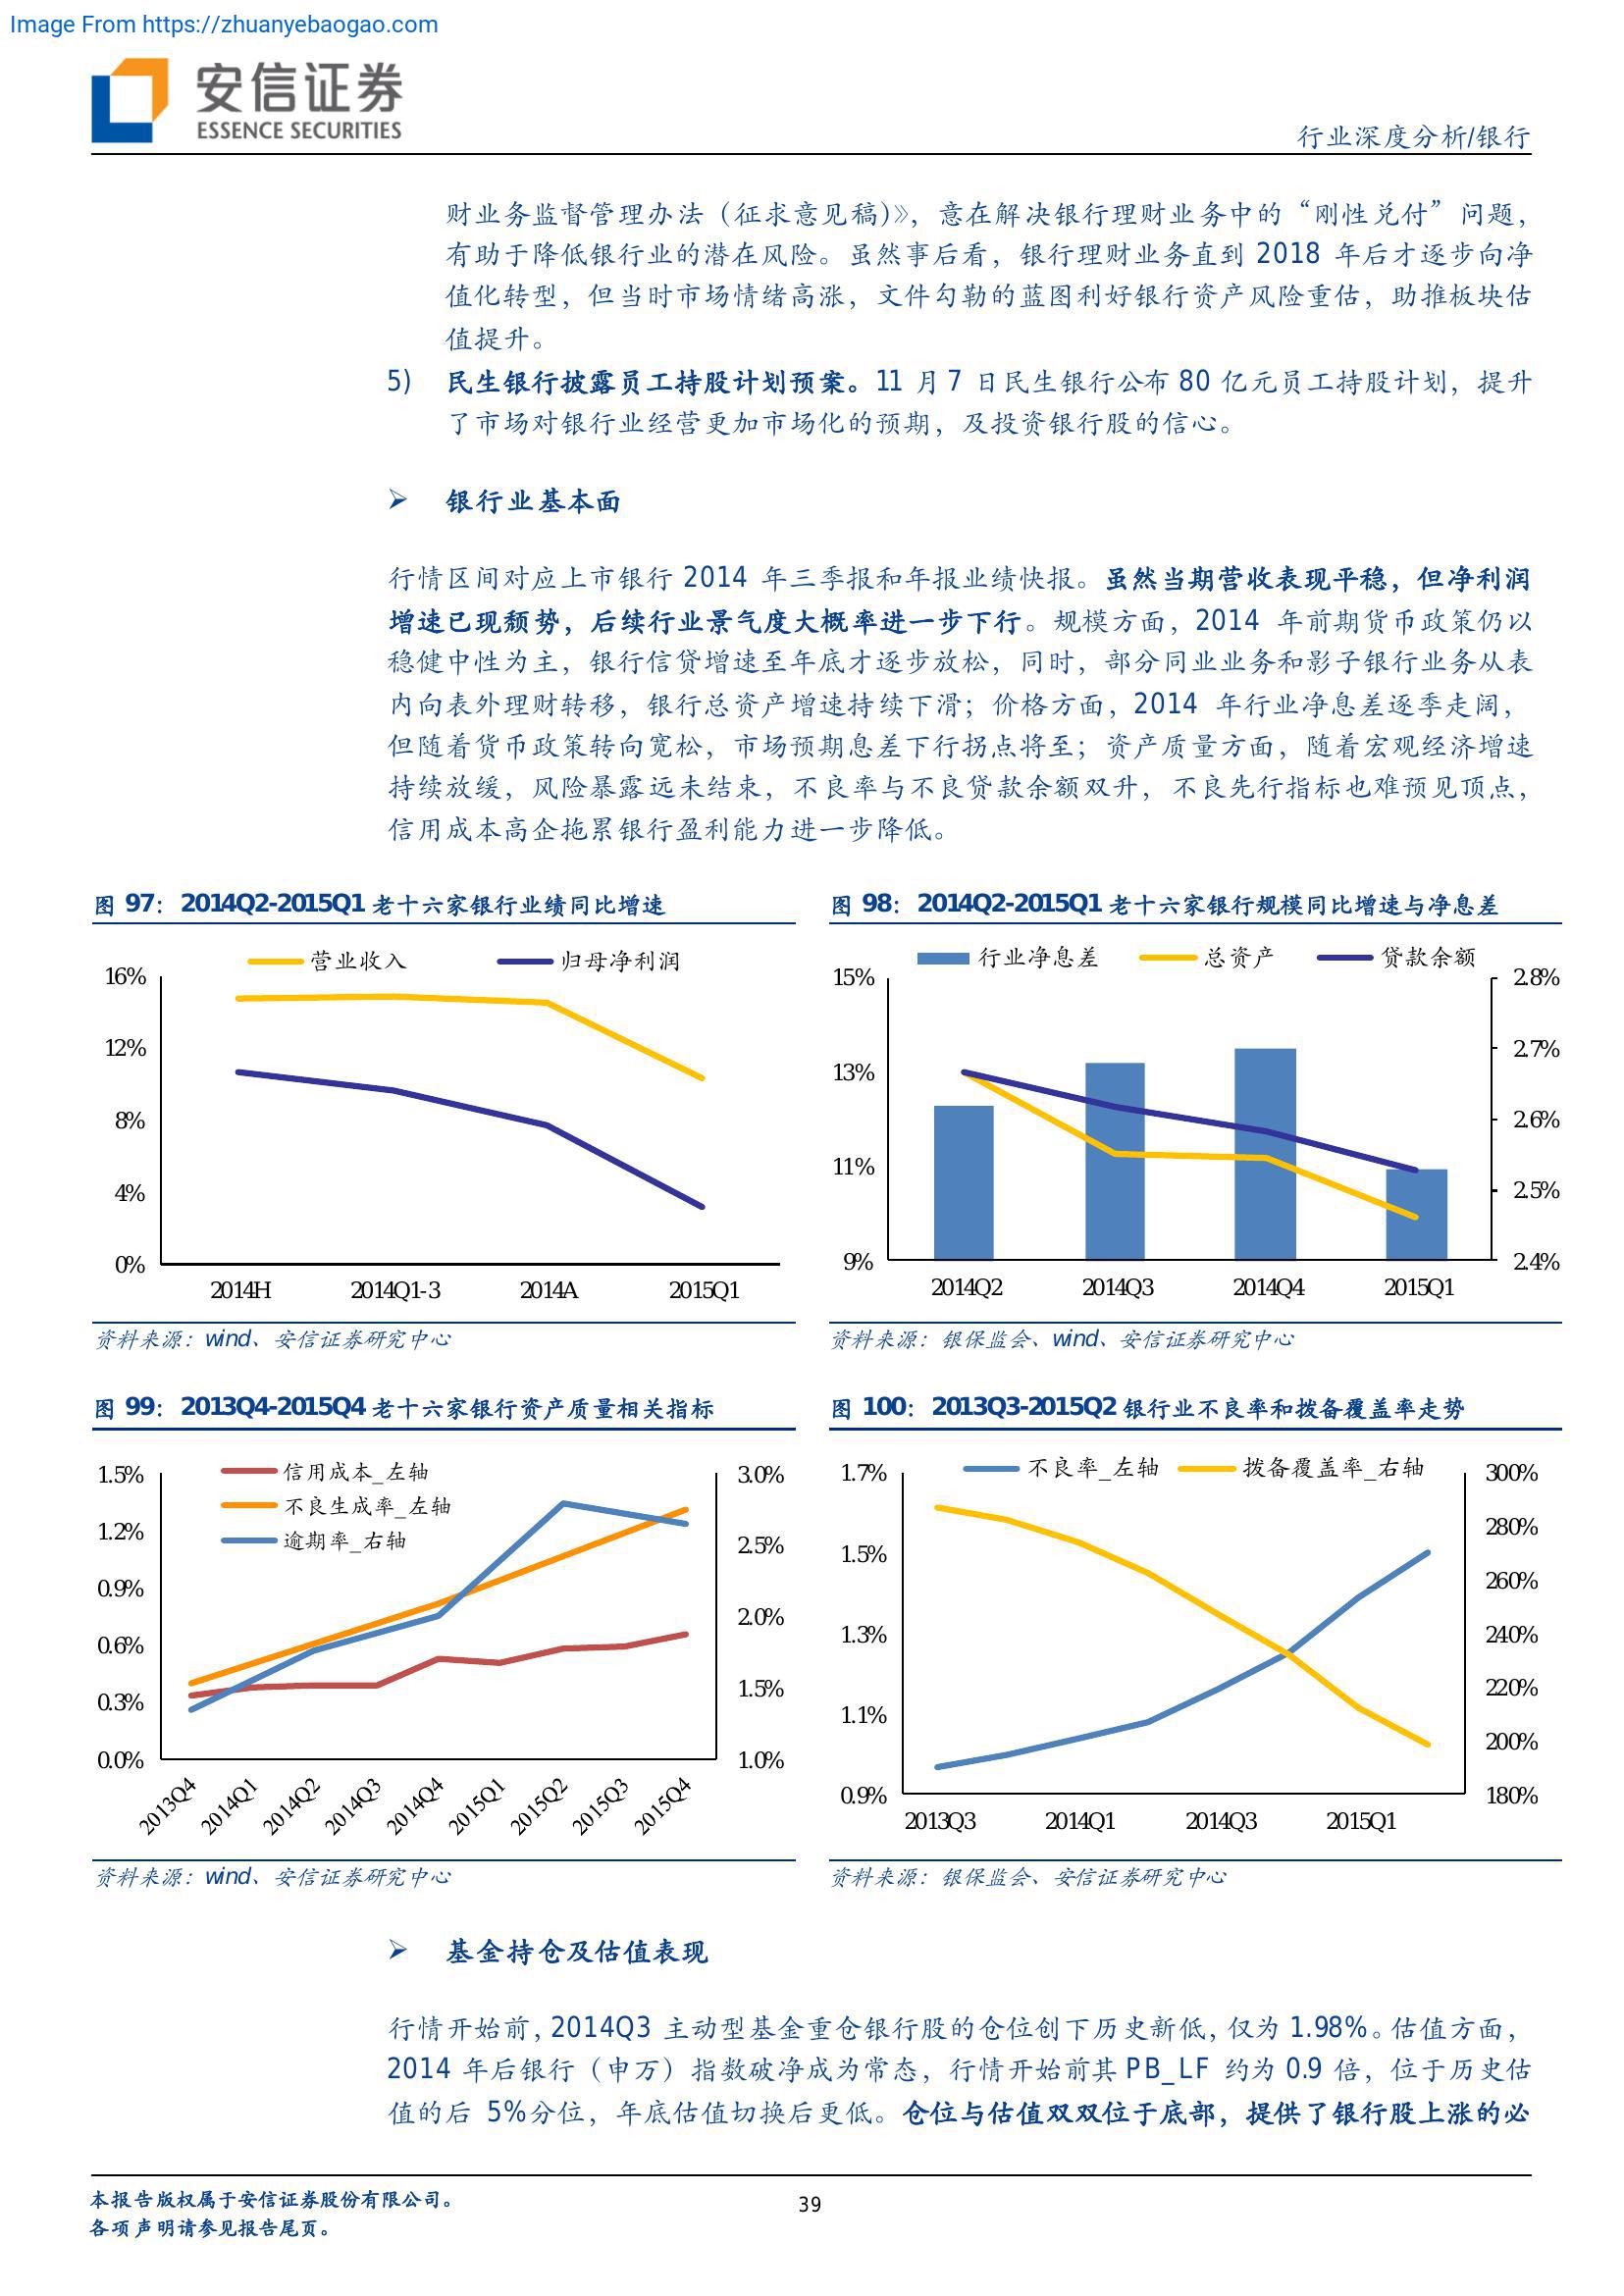 Image From https://zhuanyebaogao.com
安信证券
ESSENCE SECURITIES
行业深度分析/银行
财业务监督管理办法（征求意见稿）》，意在解决银行理财业务中的“刚性兑付”问题，
有助于降低银行业的潜在风险。虽然事后看，银行理财业务直到 2018 年后才逐步向净
值化转型，但当时市场情绪高涨，文件勾勒的蓝图利好银行资产风险重估，助推板块估
值提升。
5) 民生银行披露员工持股计划预案。11 月 7 日民生银行公布 80 亿元员工持股计划，提升
了市场对银行业经营更加市场化的预期，及投资银行股的信心。
➢ 银行业基本面
行情区间对应上市银行 2014 年三季报和年报业绩快报。虽然当期营收表现平稳，但净利润
增速已现颓势，后续行业景气度大概率进一步下行。规模方面，2014 年前期货币政策仍以
稳健中性为主，银行信贷增速至年底才逐步放松，同时，部分同业业务和影子银行业务从表
内向表外理财转移，银行总资产增速持续下滑；价格方面，2014 年行业净息差逐季走阔，
但随着货币政策转向宽松，市场预期息差下行拐点将至；资产质量方面，随着宏观经济增速
持续放缓，风险暴露远未结束，不良率与不良贷款余额双升，不良先行指标也难预见顶点，
信用成本高企拖累银行盈利能力进一步降低。
图 97： 2014Q2-2015Q1 老十六家银行业绩同比增速
营业收入 归母净利润
16%
12%
8%
4%
0%
2014H 2014Q1-3 2014A 2015Q1
资料来源：wind、安信证券研究中心
图 98： 2014Q2-2015Q1 老十六家银行规模同比增速与净息差
行业净息差 总资产 贷款余额
15% 2.8%
2.7%
13%
2.6%
11%
2.5%
9% 2.4%
2014Q2 2014Q3 2014Q4 2015Q1
资料来源：银保监会、wind、安信证券研究中心
图 99： 2013Q4-2015Q4 老十六家银行资产质量相关指标
信用成本_左轴
不良生成率_左轴
逾期率_右轴
1.5% 3.0%
1.2% 2.5%
0.9% 2.0%
0.6%
0.3% 1.5%
0.0% 1.0%
2013Q4 2014Q1 2014Q2 2014Q3 2014Q4 2015Q1 2015Q2 2015Q3 2015Q4
资料来源：wind、安信证券研究中心
图 100： 2013Q3-2015Q2 银行业不良率和拨备覆盖率走势
不良率_左轴 拨备覆盖率_右轴
1.7% 300%
280%
1.5% 260%
1.3% 240%
220%
1.1% 200%
0.9% 180%
2013Q3 2014Q1 2014Q3 2015Q1
资料来源：银保监会、安信证券研究中心
➢ 基金持仓及估值表现
行情开始前，2014Q3 主动型基金重仓银行股的仓位创下历史新低，仅为 1.98%。估值方面，
2014 年后银行（申万）指数破净成为常态，行情开始前其 PB_LF 约为 0.9 倍，位于历史估
值的后 5%分位，年底估值切换后更低。仓位与估值双双位于底部，提供了银行股上涨的必
本报告版权属于安信证券股份有限公司。
各项声明请参见报告尾页。
39